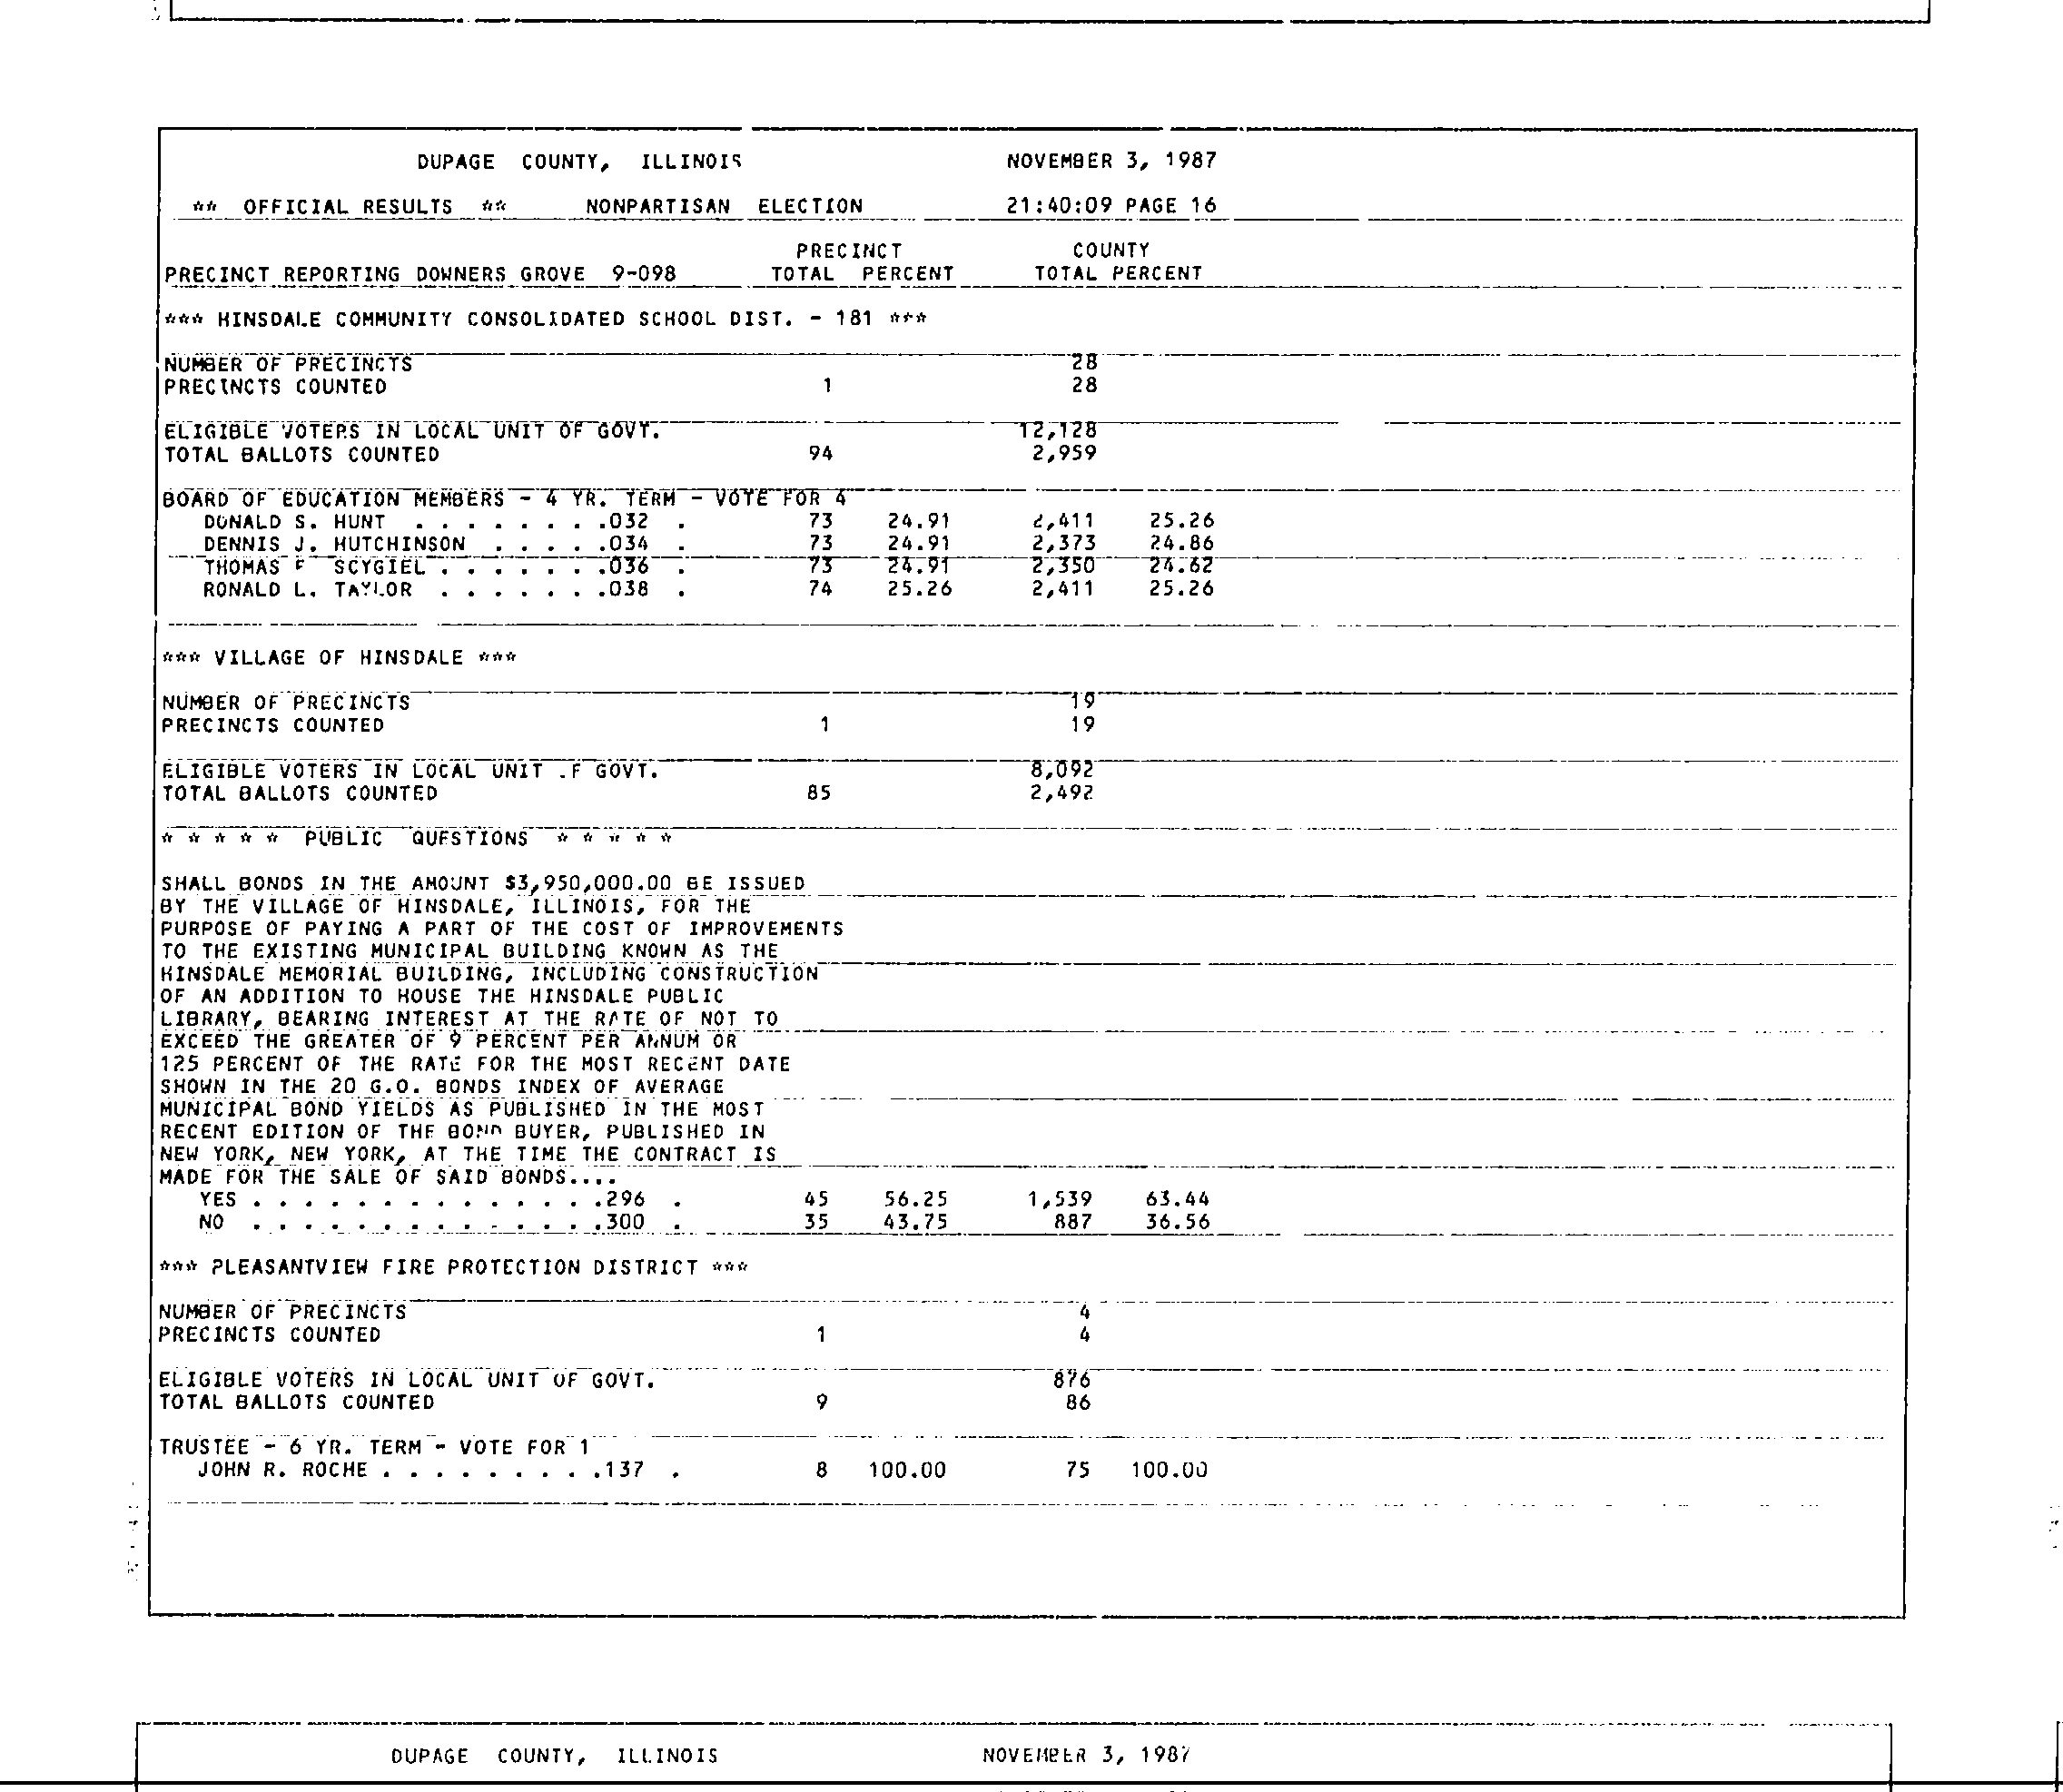 DUPAGE COUNTY, ILLINOIS NOVEMBER 3, 1987
** OFFICIAL RESULTS ** NONPARTISAN ELECTION 21:40:09 PAGE 16
PRECINCT COUNTY
PRECINCT REPORTING DOWNERS GROVE 9-098 TOTAL PERCENT TOTAL PERCENT
*** HINSDALE COMMUNITY CONSOLIDATED SCHOOL DIST. - 181 ***
NUMBER OF PRECINCTS 28
PRECINCTS COUNTED 1 28
ELIGIBLE VOTERS IN LOCAL UNIT OF GOVT. 12,128
TOTAL BALLOTS COUNTED 94 2,959
BOARD OF EDUCATION MEMBERS - 4 YR. TERM - VOTE FOR 4
DONALD S. HUNT . . . . . . . .032 . 73 24.91 2,411 25.26
DENNIS J. HUTCHINSON . . . . .034 . 73 24.91 2,373 24.86
THOMAS F SCYGIEL . . . . . . .036 . 73 24.91 2,350 24.62
RONALD L. TAYLOR . . . . . . .038 . 74 25.26 2,411 25.26
*** VILLAGE OF HINSDALE ***
NUMBER OF PRECINCTS 19
PRECINCTS COUNTED 1 19
ELIGIBLE VOTERS IN LOCAL UNIT .F GOVT. 8,092
TOTAL BALLOTS COUNTED 85 2,492
* * * * * PUBLIC QUESTIONS * * * * *
SHALL BONDS IN THE AMOUNT $3,950,000.00 BE ISSUED
BY THE VILLAGE OF HINSDALE, ILLINOIS, FOR THE
PURPOSE OF PAYING A PART OF THE COST OF IMPROVEMENTS
TO THE EXISTING MUNICIPAL BUILDING KNOWN AS THE
HINSDALE MEMORIAL BUILDING, INCLUDING CONSTRUCTION
OF AN ADDITION TO HOUSE THE HINSDALE PUBLIC
LIBRARY, BEARING INTEREST AT THE RATE OF NOT TO
EXCEED THE GREATER OF 9 PERCENT PER ANNUM OR
125 PERCENT OF THE RATE FOR THE MOST RECENT DATE
SHOWN IN THE 20 G.O. BONDS INDEX OF AVERAGE
MUNICIPAL BOND YIELDS AS PUBLISHED IN THE MOST
RECENT EDITION OF THE BOND BUYER, PUBLISHED IN
NEW YORK, NEW YORK, AT THE TIME THE CONTRACT IS
MADE FOR THE SALE OF SAID BONDS....
YES . . . . . . . . . . . . . .296 . 45 56.25 1,539 63.44
NO . . . . . . . . . . . . . .300 . 35 43.75 887 36.56
*** PLEASANTVIEW FIRE PROTECTION DISTRICT ***
NUMBER OF PRECINCTS 4
PRECINCTS COUNTED 1 4
ELIGIBLE VOTERS IN LOCAL UNIT OF GOVT. 876
TOTAL BALLOTS COUNTED 9 86
TRUSTEE - 6 YR. TERM - VOTE FOR 1
JOHN R. ROCHE . . . . . . . . .137 . 8 100.00 75 100.00
DUPAGE COUNTY, ILLINOIS NOVEMBER 3, 1987